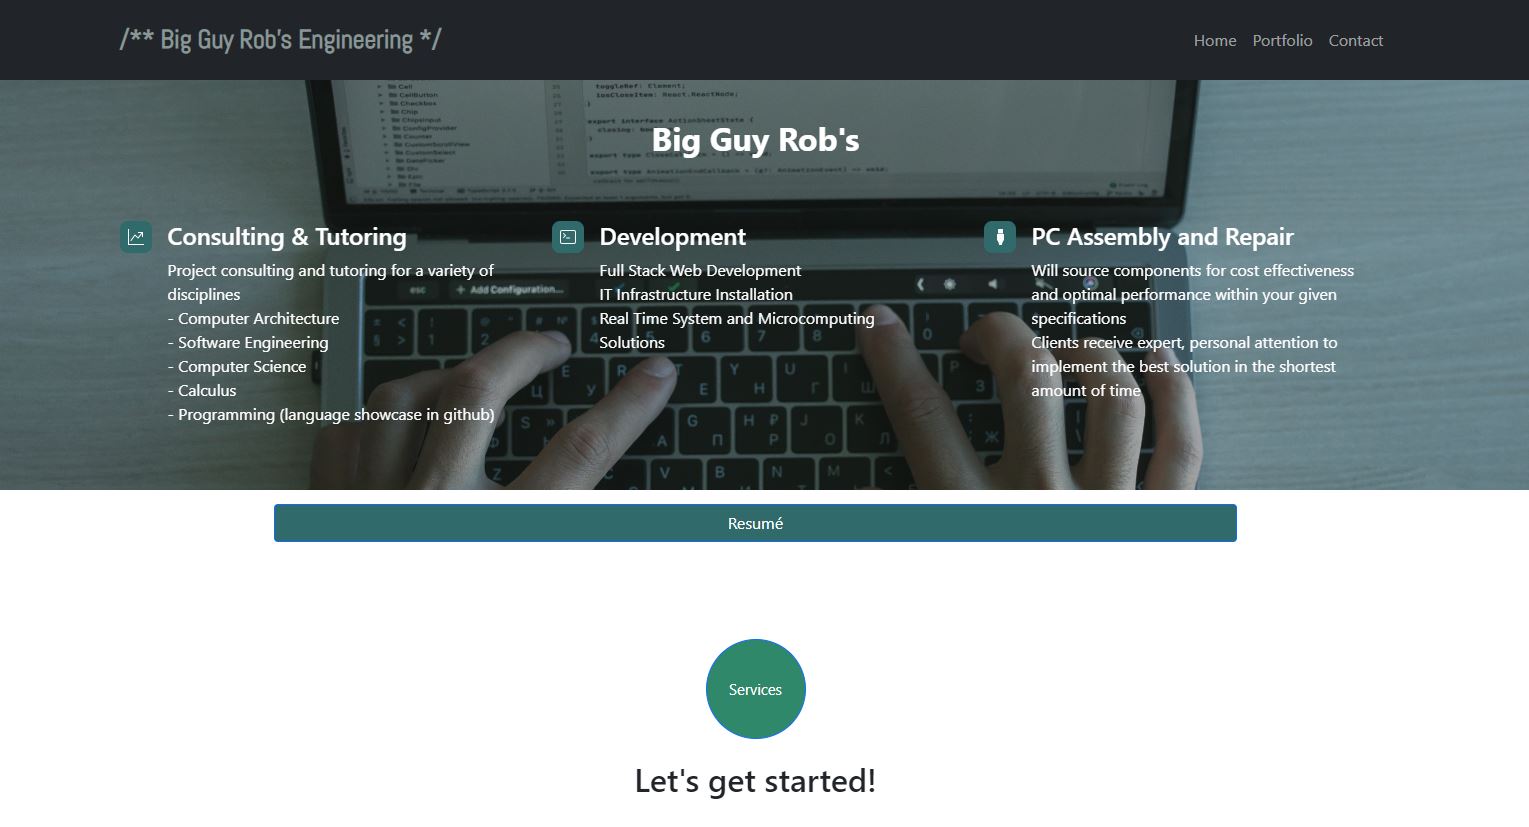 /** Big Guy Rob's Engineering */
Home Portfolio Contact
Big Guy Rob's
Consulting & Tutoring
Project consulting and tutoring for a variety of
disciplines
- Computer Architecture
- Software Engineering
- Computer Science
- Calculus
- Programming (language showcase in github)
Development
Full Stack Web Development
IT Infrastructure Installation
Real Time System and Microcomputing
Solutions
PC Assembly and Repair
Will source components for cost effectiveness
and optimal performance within your given
specifications
Clients receive expert, personal attention to
implement the best solution in the shortest
amount of time
esc
Add Configuration...
Resumé
Services
Let's get started!